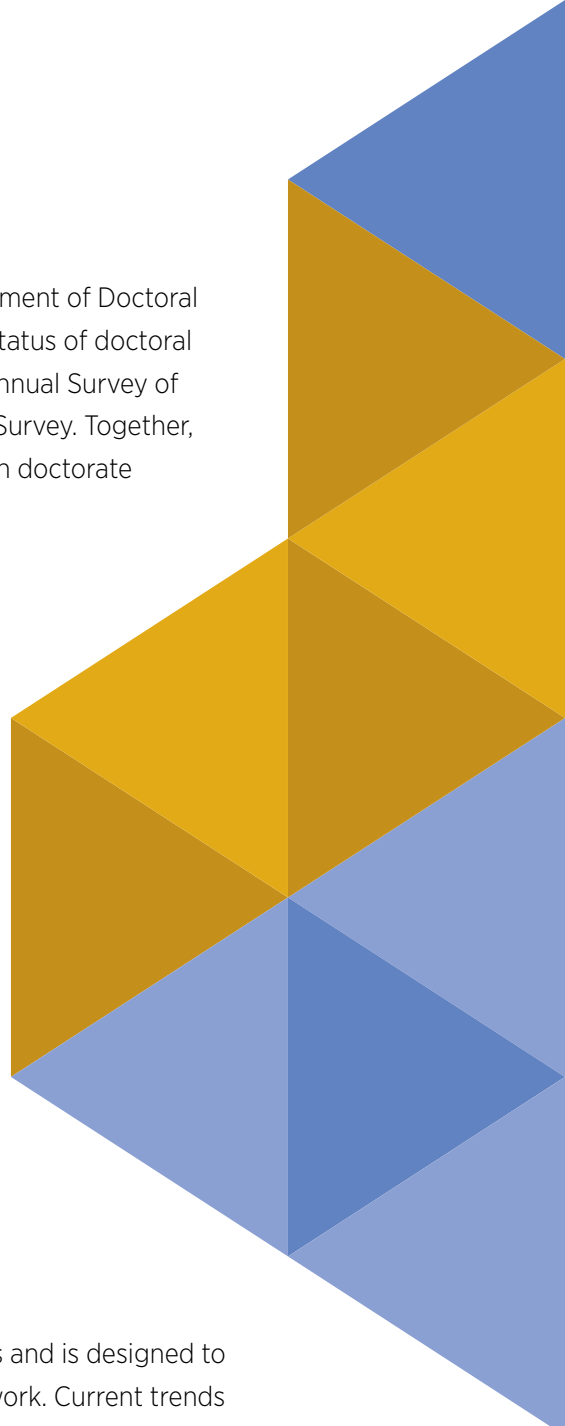 ment of Doctoral
tatus of doctoral
nnual Survey of
Survey. Together,
n doctorate
s and is designed to
work. Current trends